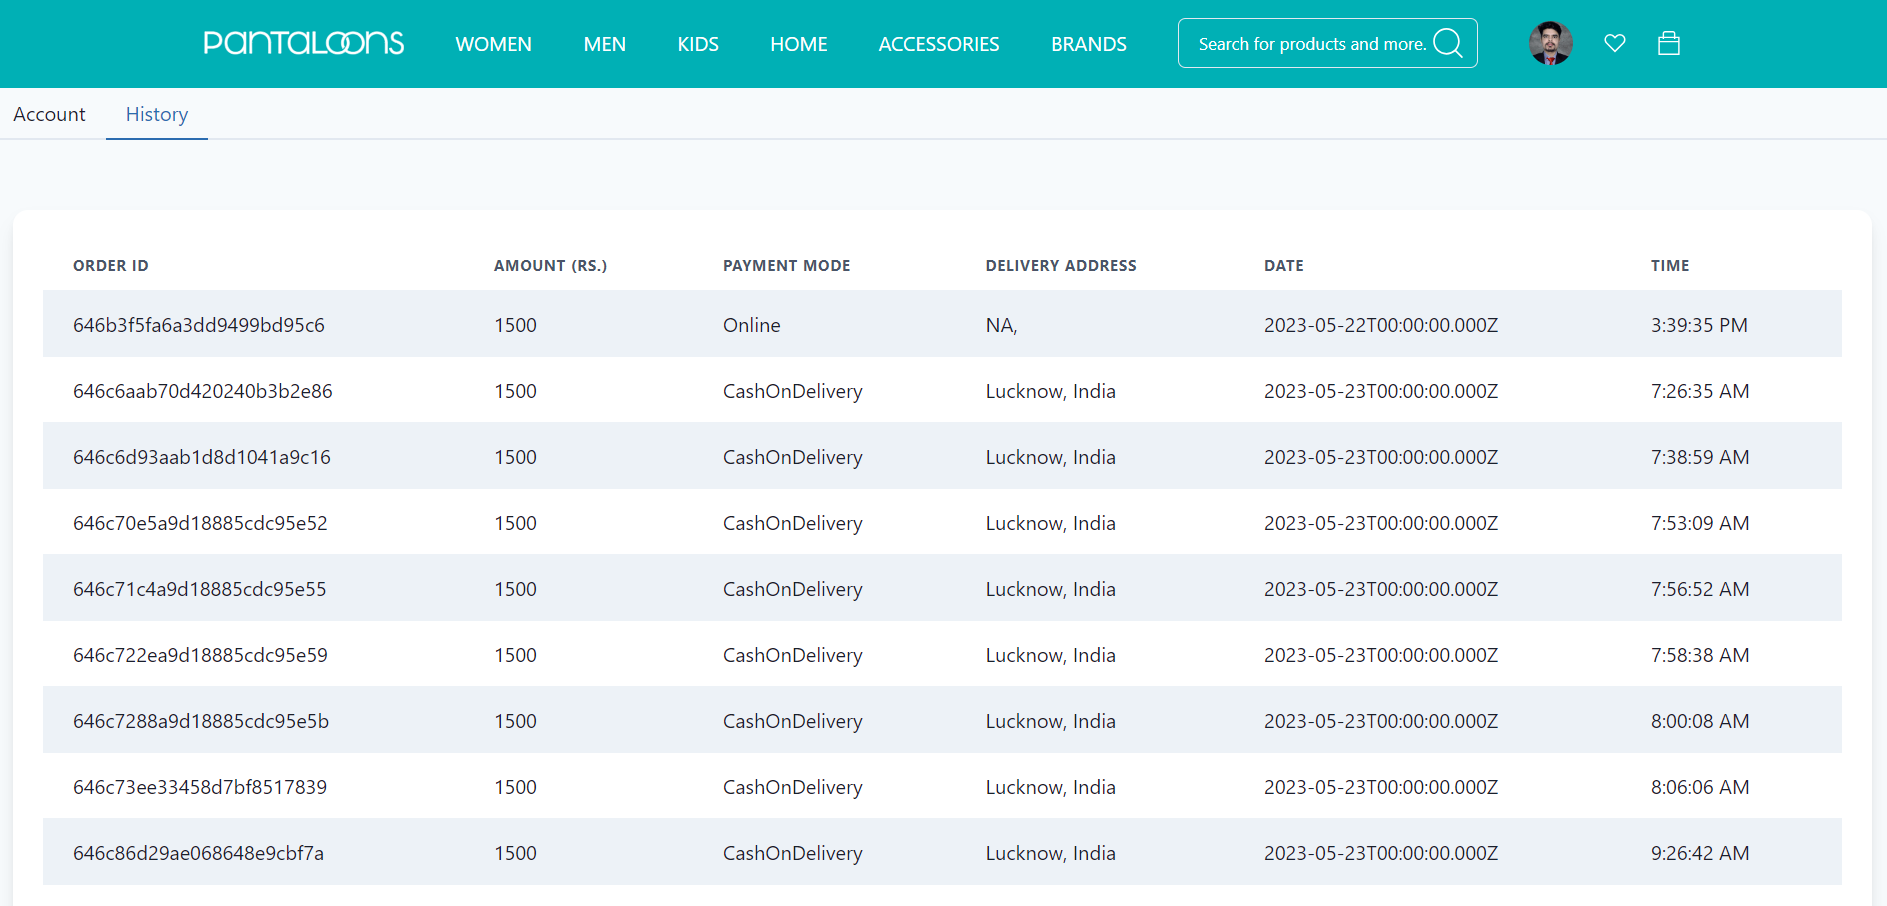 PANTALOONS WOMEN MEN KIDS HOME ACCESSORIES BRANDS Search for products and more.
Account History
ORDER ID AMOUNT (RS.) PAYMENT MODE DELIVERY ADDRESS DATE TIME
646b3f5fa6a3dd9499bd95c6 1500 Online NA, 2023-05-22T00:00:00.000Z 3:39:35 PM
646c6aab70d420240b3b2e86 1500 CashOnDelivery Lucknow, India 2023-05-23T00:00:00.000Z 7:26:35 AM
646c6d93aab1d8d1041a9c16 1500 CashOnDelivery Lucknow, India 2023-05-23T00:00:00.000Z 7:38:59 AM
646c70e5a9d18885cdc95e52 1500 CashOnDelivery Lucknow, India 2023-05-23T00:00:00.000Z 7:53:09 AM
646c71c4a9d18885cdc95e55 1500 CashOnDelivery Lucknow, India 2023-05-23T00:00:00.000Z 7:56:52 AM
646c722ea9d18885cdc95e59 1500 CashOnDelivery Lucknow, India 2023-05-23T00:00:00.000Z 7:58:38 AM
646c7288a9d18885cdc95e5b 1500 CashOnDelivery Lucknow, India 2023-05-23T00:00:00.000Z 8:00:08 AM
646c73ee33458d7bf8517839 1500 CashOnDelivery Lucknow, India 2023-05-23T00:00:00.000Z 8:06:06 AM
646c86d29ae068648e9cbf7a 1500 CashOnDelivery Lucknow, India 2023-05-23T00:00:00.000Z 9:26:42 AM